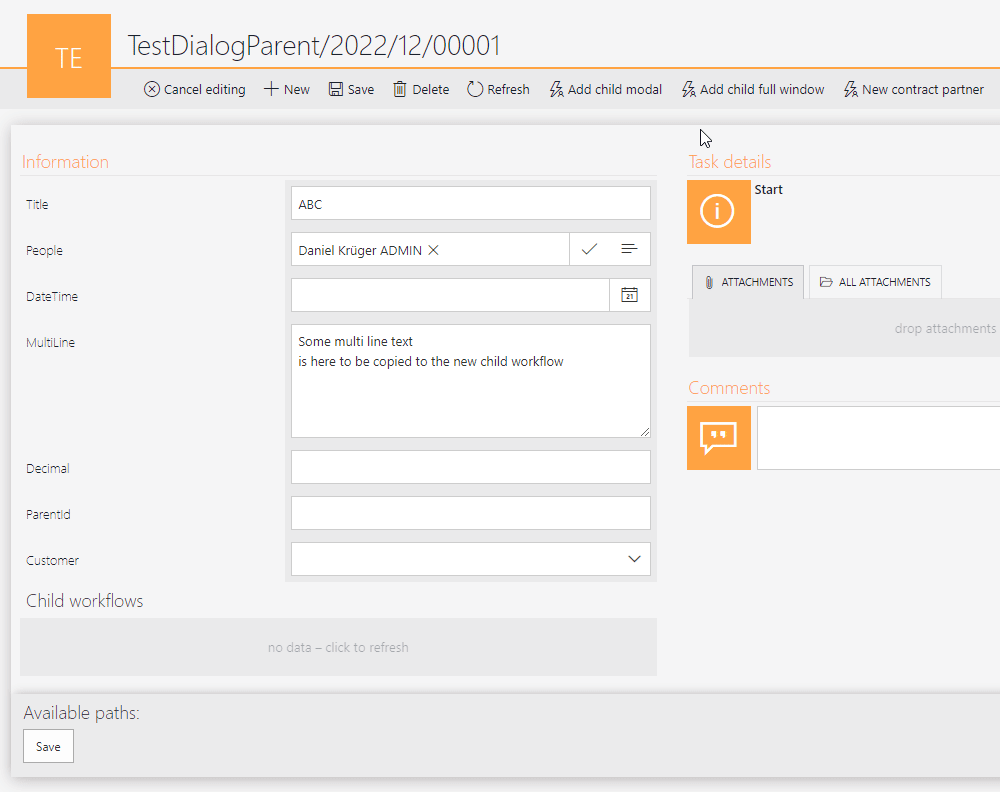 TE
TestDialogParent/2022/12/00001
Cancel editing New Save Delete Refresh Add child modal Add child full window New contract partner
Information
Title
ABC
People
Daniel Krüger ADMIN
DateTime
21
MultiLine
Some multi line text
is here to be copied to the new child workflow
Decimal
ParentId
Customer
Child workflows
no data – click to refresh
Task details
Start
ATTACHMENTS ALL ATTACHMENTS
drop attachments
Comments
Available paths:
Save